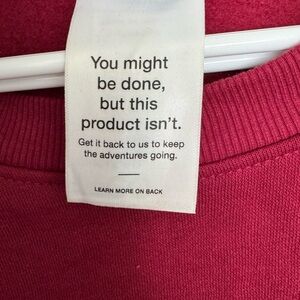 You might
be done,
but this
product isn't.
Get it back to us to keep
the adventures going.
LEARN MORE ON BACK